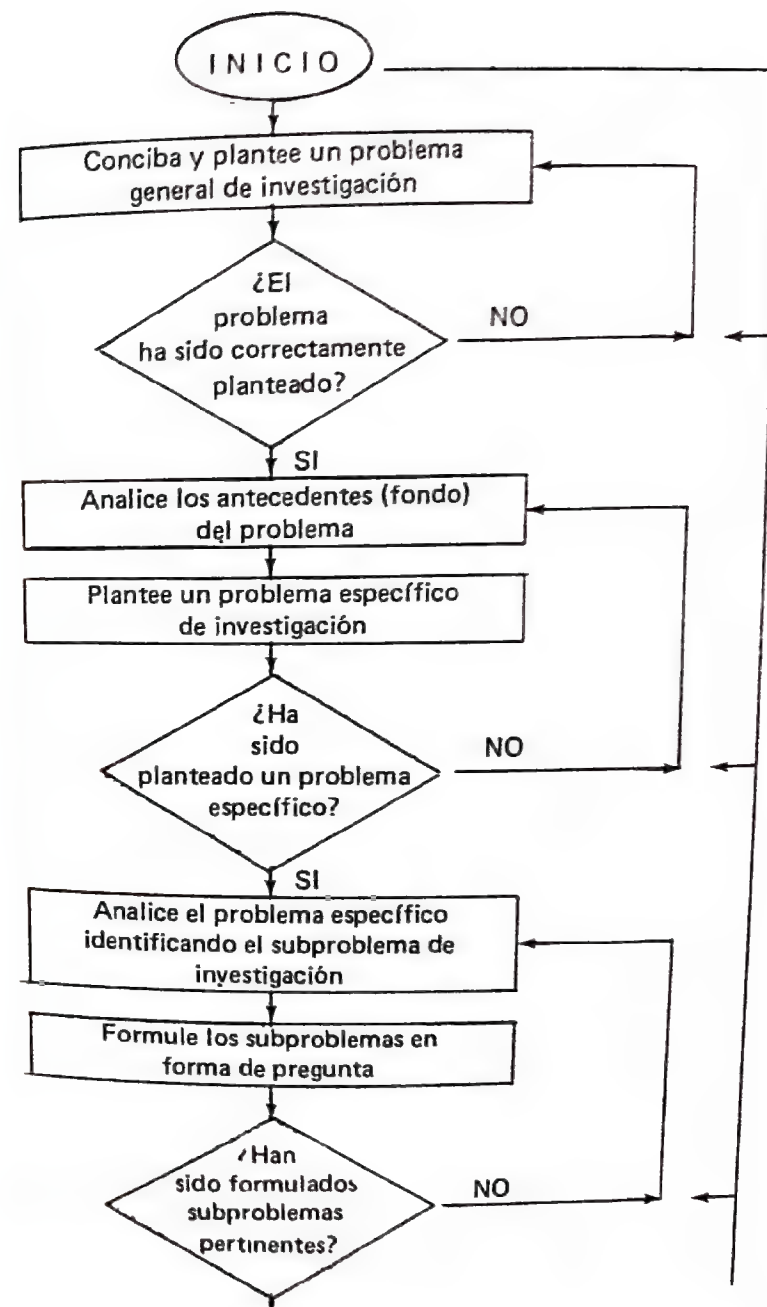 INICIO
Conciba y plantee un problema
general de investigación
¿El
problema
ha sido correctamente
planteado?
NO
SI
Analice los antecedentes (fondo)
del problema
Plantee un problema específico
de investigación
¿Ha
sido
planteado un problema
específico?
NO
SI
Analice el problema específico
identificando el subproblema de
investigación
Formule los subproblemas en
forma de pregunta
¿Han
sido formulados
subproblemas
pertinentes?
NO